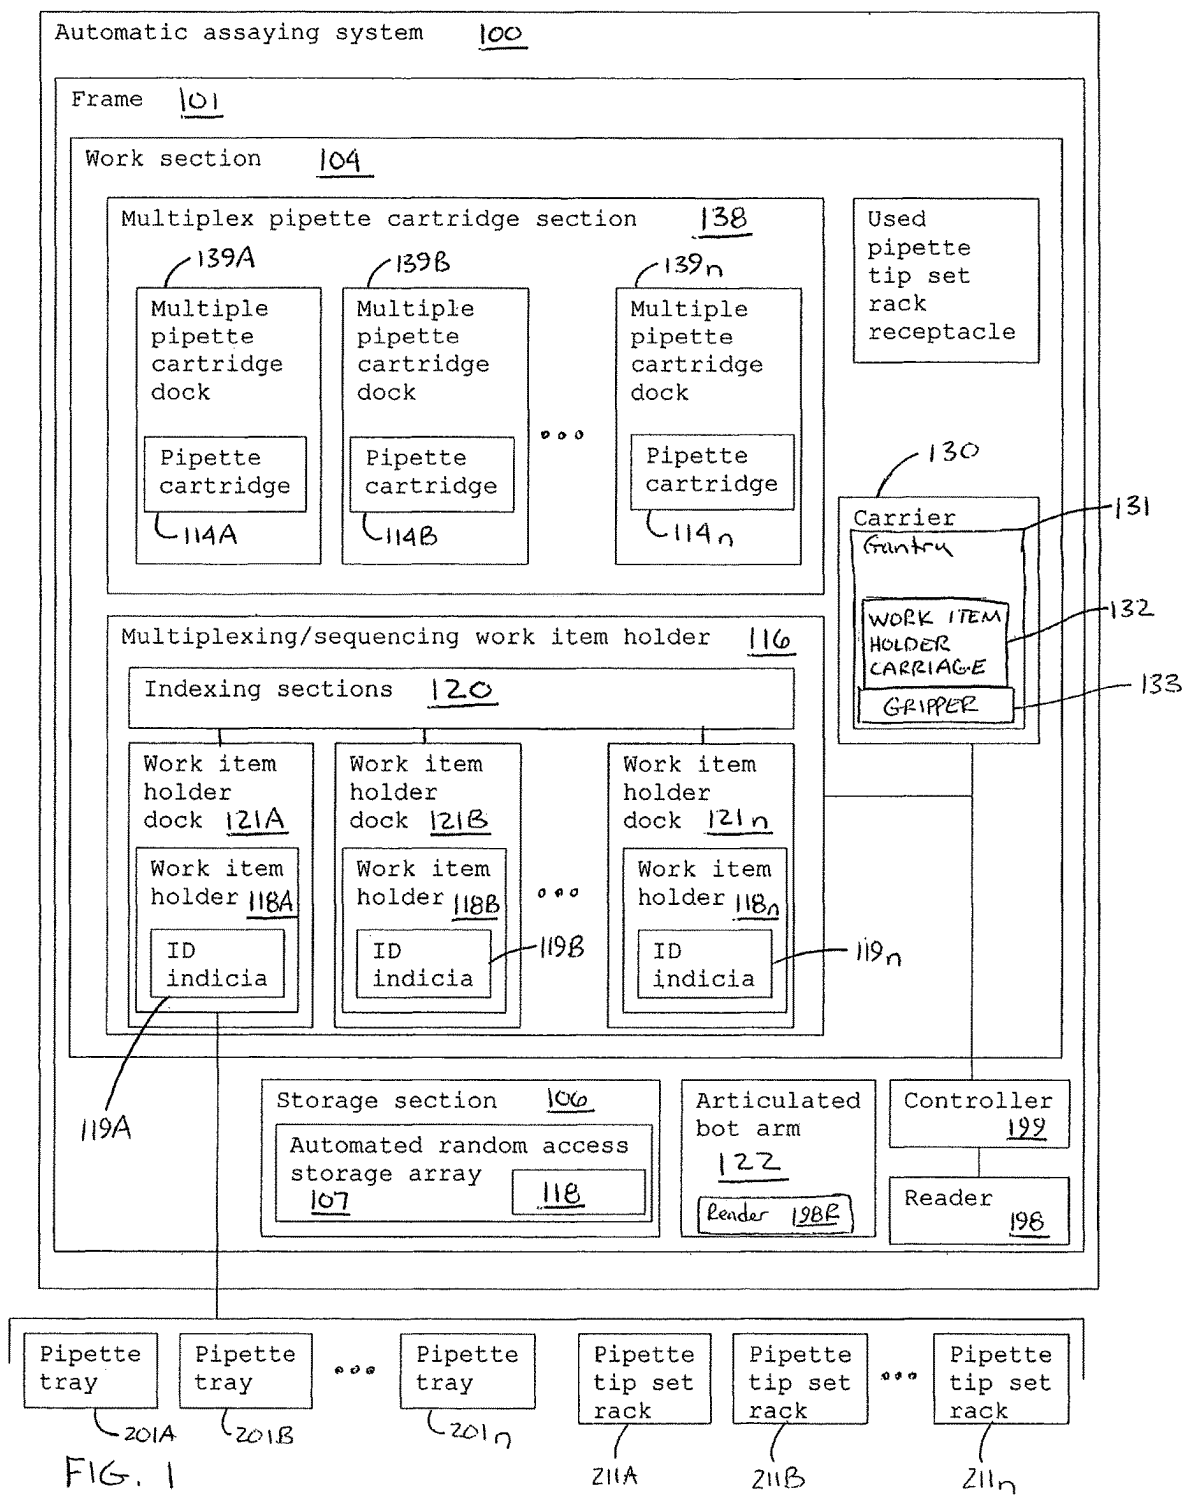 Automatic assaying system 100
Frame 101
Work section 104
Multiplex pipette cartridge section 138
139A
139B
139n
Multiple
pipette
cartridge
dock
Pipette
cartridge
114A
Multiple
pipette
cartridge
dock
Pipette
cartridge
114B
Multiple
pipette
cartridge
dock
Pipette
cartridge
114n
Used
pipette
tip set
rack
receptacle
130
Carrier
131
Gantry
WORK ITEM
HOLDER
CARRIAGE
132
GRIPPER
133
Multiplexing/sequencing work item holder 116
Indexing sections 120
Work item
holder
dock 121A
Work item
holder 118A
ID
indicia
119A
Work item
holder
dock 121B
Work item
holder 118B
ID
indicia
119B
Work item
holder
dock 121n
Work item
holder 118n
ID
indicia
119n
Storage section 106
Automated random access
storage array
107
118
Articulated
bot arm
122
Reader 198R
Controller
199
Reader
198
Pipette
tray
201A
Pipette
tray
201B
Pipette
tray
201n
Pipette
tip set
rack
211A
Pipette
tip set
rack
211B
Pipette
tip set
rack
211n
FIG. 1